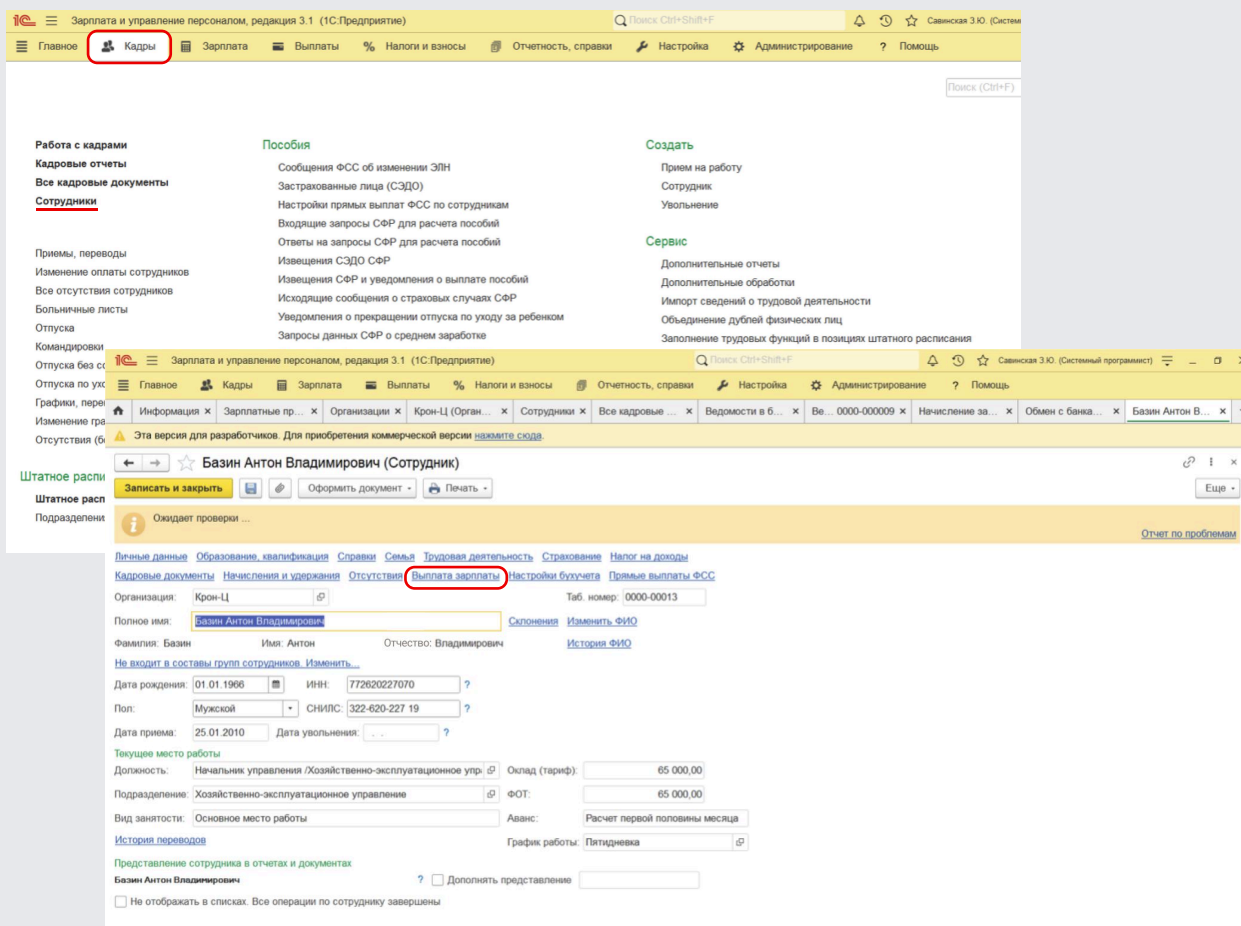 1С Зарплата и управление персоналом, редакция 3.1 (1С:Предприятие) Поиск Ctrl+Shift+F Савинская З.Ю. (Систем
Главное Кадры Зарплата Выплаты % Налоги и взносы Отчетность, справки Настройка Администрирование ? Помощь
Поиск (Ctrl+F)
Работа с кадрами
Кадровые отчеты
Все кадровые документы
Сотрудники
Приемы, переводы
Изменение оплаты сотрудников
Все отсутствия сотрудников
Больничные листы
Отпуска
Командировки
Отпуска без со
Отпуска по ухо
Графики, пере
Изменение гра
Отсутствия (б
Штатное распи
Штатное расп
Подразделени
Пособия
Сообщения ФСС об изменении ЭЛН
Застрахованные лица (СЭДО)
Настройки прямых выплат ФСС по сотрудникам
Входящие запросы СФР для расчета пособий
Ответы на запросы СФР для расчета пособий
Извещения СЭДО СФР
Извещения СФР и уведомления о выплате пособий
Исходящие сообщения о страховых случаях СФР
Уведомления о прекращении отпуска по уходу за ребенком
Запросы данных СФР о среднем заработке
Создать
Прием на работу
Сотрудник
Увольнение
Сервис
Дополнительные отчеты
Дополнительные обработки
Импорт сведений о трудовой деятельности
Объединение дублей физических лиц
Заполнение трудовых функций в позициях штатного расписания
1С Зарплата и управление персоналом, редакция 3.1 (1С:Предприятие) Поиск Ctrl+Shift+F Савинская З.Ю. (Системный программист)
Главное Кадры Зарплата Выплаты % Налоги и взносы Отчетность, справки Настройка Администрирование ? Помощь
Информация × Зарплатные пр... × Организации × Крон-Ц (Орган... × Сотрудники × Все кадровые ... × Ведомости в б... × Ве... 0000-000009 × Начисление за... × Обмен с банка... × Базин Антон В... ×
Эта версия для разработчиков. Для приобретения коммерческой версии нажмите сюда.
Базин Антон Владимирович (Сотрудник)
Записать и закрыть Оформить документ Печать Еще
Ожидает проверки ...
Отчет по проблемам
Личные данные Образование, квалификация Справки Семья Трудовая деятельность Страхование Налог на доходы
Кадровые документы Начисления и удержания Отсутствия Выплата зарплаты Настройки бухучета Прямые выплаты ФСС
Организация: Крон-Ц Таб. номер: 0000-00013
Полное имя: Базин Антон Владимирович Склонения Изменить ФИО
Фамилия: Базин Имя: Антон Отчество: Владимирович История ФИО
Не входит в составы групп сотрудников. Изменить...
Дата рождения: 01.01.1966 ИНН: 772620227070 ?
Пол: Мужской СНИЛС: 322-620-227 19 ?
Дата приема: 25.01.2010 Дата увольнения: . . ?
Текущее место работы
Должность: Начальник управления /Хозяйственно-эксплуатационное упра Оклад (тариф): 65 000,00
Подразделение: Хозяйственно-эксплуатационное управление ФОТ: 65 000,00
Вид занятости: Основное место работы Аванс: Расчет первой половины месяца
История переводов График работы: Пятидневка
Представление сотрудника в отчетах и документах
Базин Антон Владимирович ? Дополнять представление
Не отображать в списках. Все операции по сотруднику завершены